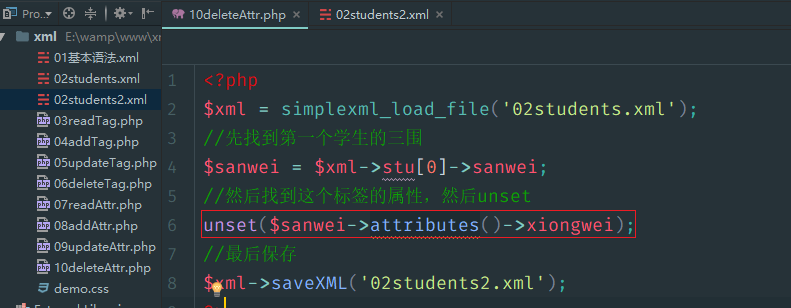 Pro...
10deleteAttr.php
02students2.xml
xml E:\wamp\www\xm
01基本语法.xml
02students.xml
02students2.xml
03readTag.php
04addTag.php
05updateTag.php
06deleteTag.php
07readAttr.php
08addAttr.php
09updateAttr.php
10deleteAttr.php
demo.css
1 <?php
2 $xml = simplexml_load_file('02students.xml');
3 //先找到第一个学生的三围
4 $sanwei = $xml->stu[0]->sanwei;
5 //然后找到这个标签的属性，然后unset
6 unset($sanwei->attributes()->xiongwei);
7 //最后保存
8 $xml->saveXML('02students2.xml');